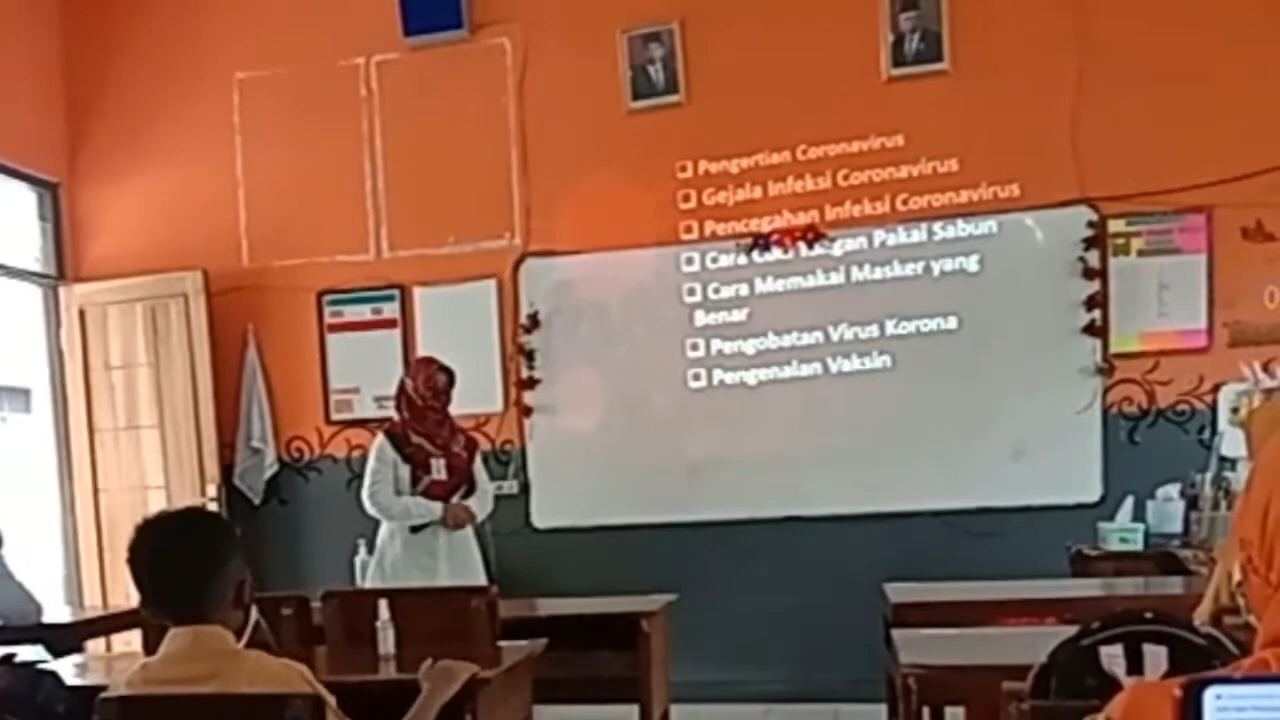 ❑ Pengertian Coronavirus
❑ Gejala Infeksi Coronavirus
❑ Pencegahan Infeksi Coronavirus
❑ Cara Cuci Tangan Pakai Sabun
❑ Cara Memakai Masker yang
Benar
❑ Pengobatan Virus Korona
❑ Pengenalan Vaksin